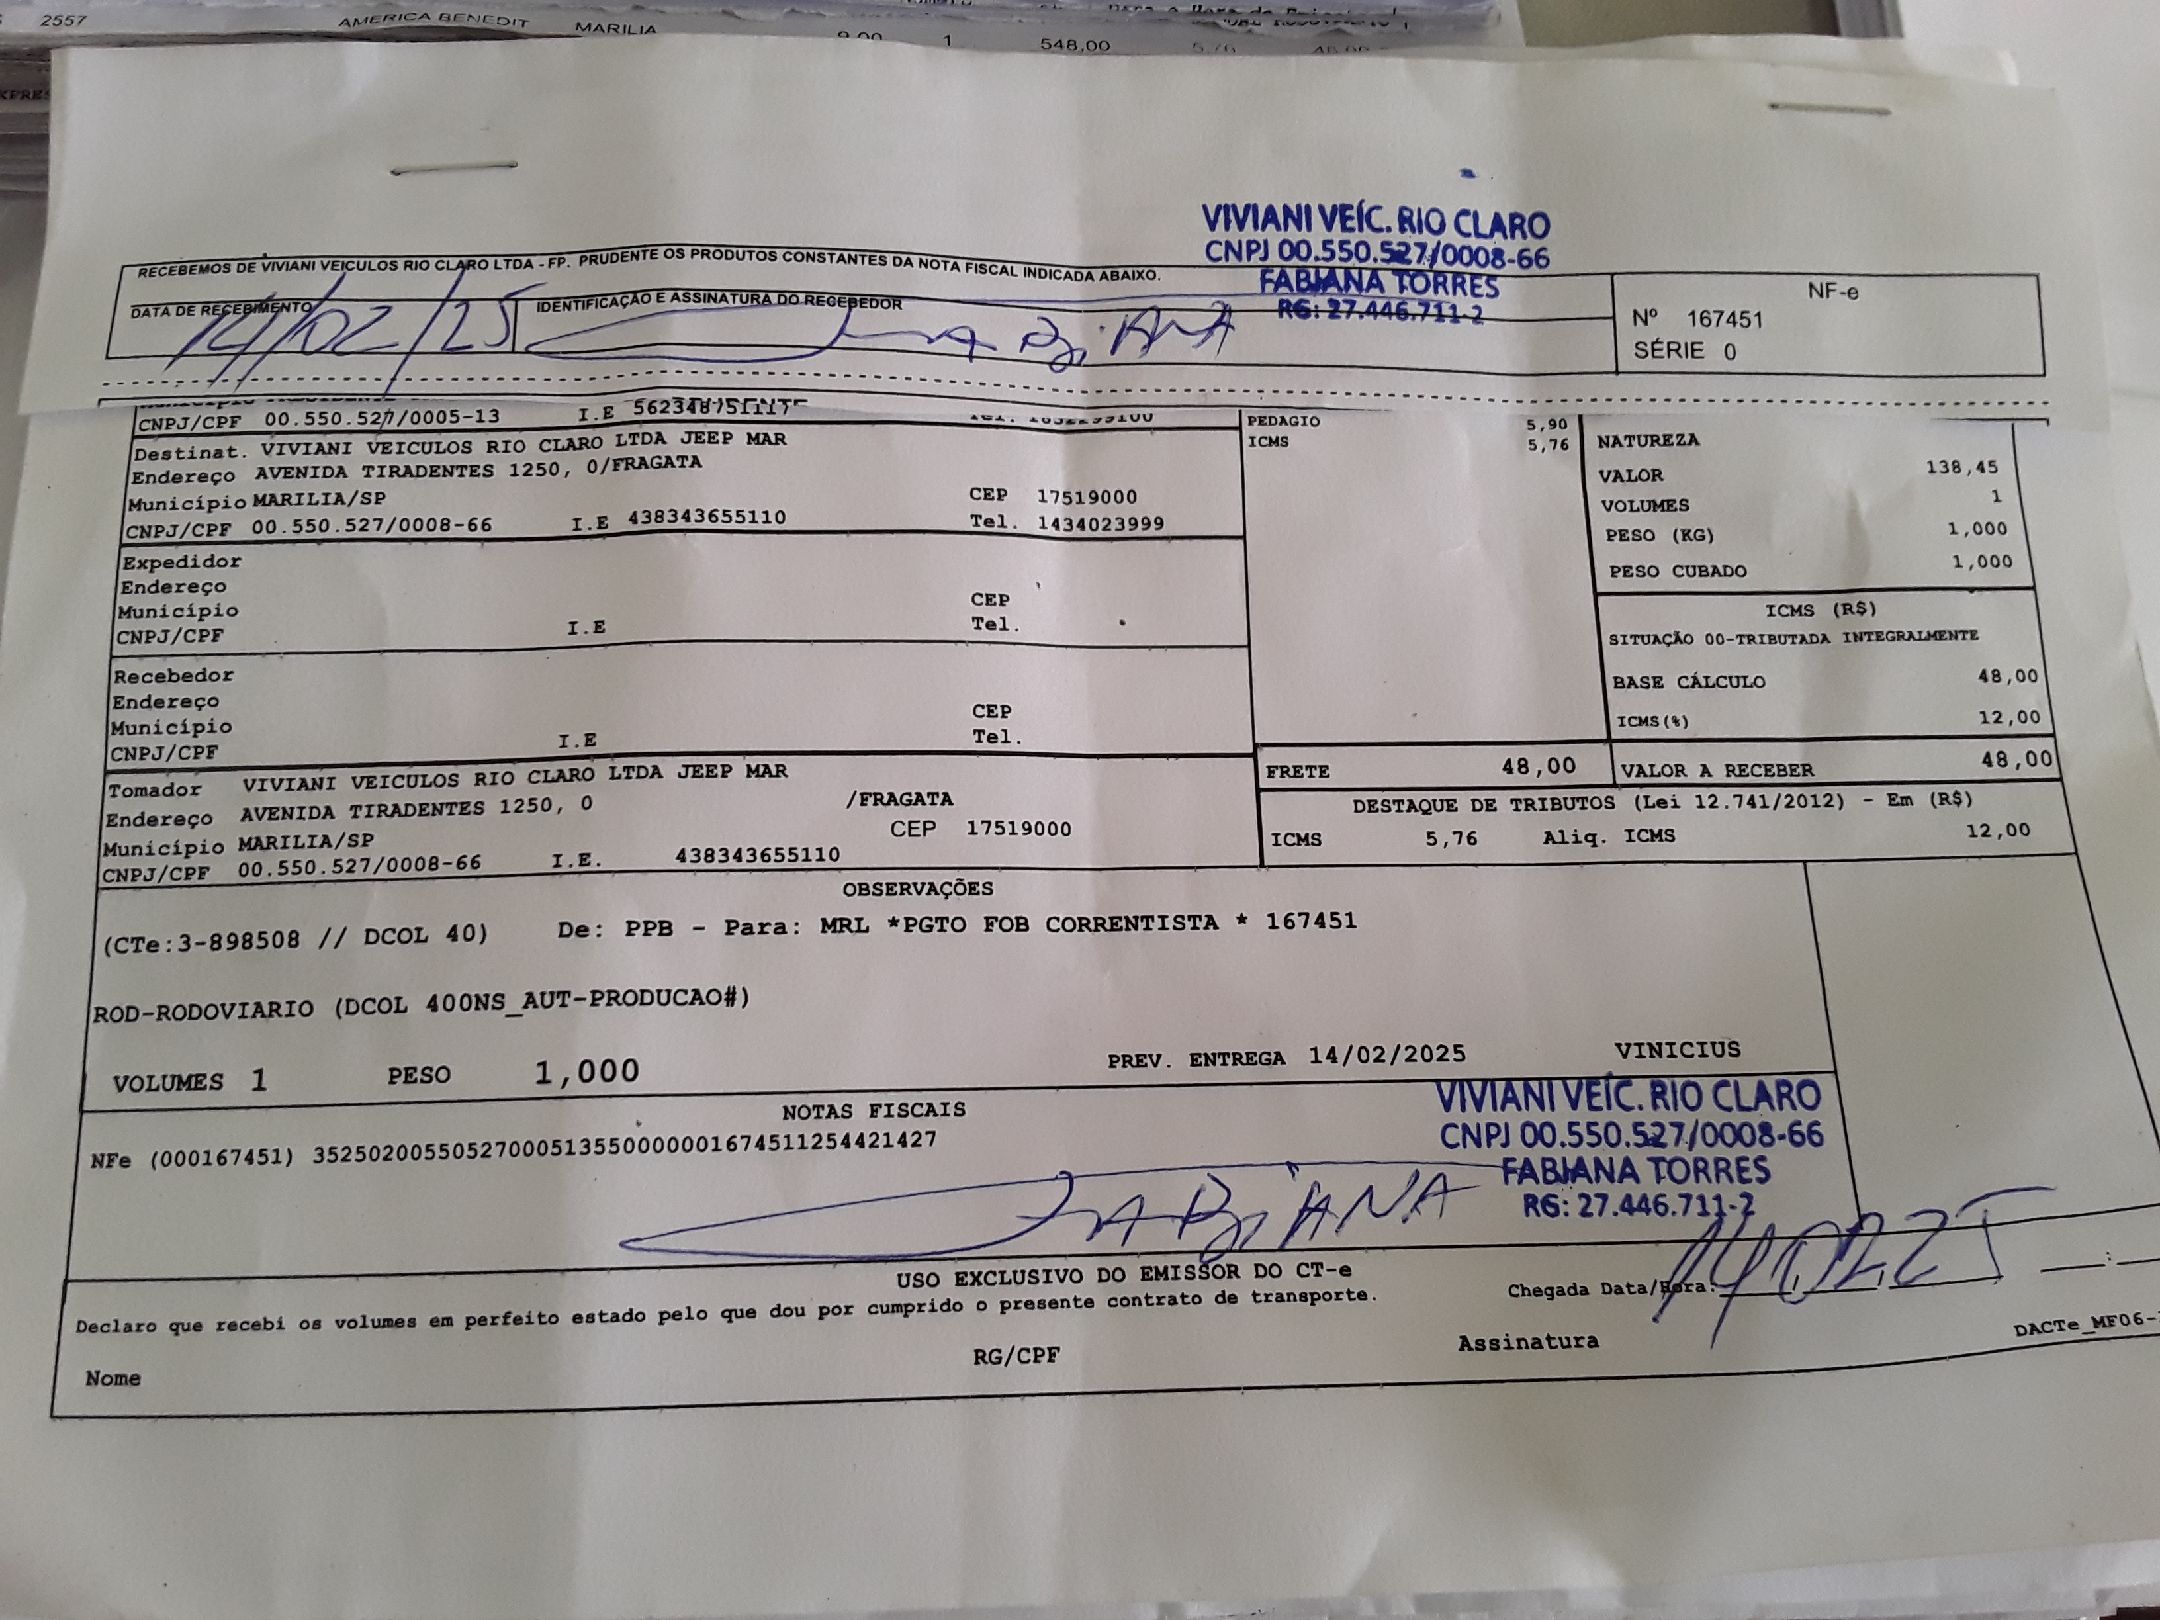 2557 AMERICA BENEDIT MARILIA 9,00 1 548,00
VIVIANI VEÍC. RIO CLARO
CNPJ 00.550.527/0008-66
FABIANA TORRES
RG: 27.446.711-2
RECEBEMOS DE VIVIANI VEICULOS RIO CLARO LTDA - FP. PRUDENTE OS PRODUTOS CONSTANTES DA NOTA FISCAL INDICADA ABAIXO.
DATA DE RECEBIMENTO IDENTIFICAÇÃO E ASSINATURA DO RECEBEDOR
14/02/25 FABIANA
NF-e
Nº 167451
SÉRIE 0
CNPJ/CPF 00.550.527/0005-13 I.E 562348751117
Destinat. VIVIANI VEICULOS RIO CLARO LTDA JEEP MAR
Endereço AVENIDA TIRADENTES 1250, 0/FRAGATA
Município MARILIA/SP CEP 17519000
CNPJ/CPF 00.550.527/0008-66 I.E 438343655110 Tel. 1434023999
Expedidor
Endereço
Município CEP
CNPJ/CPF I.E Tel.
Recebedor
Endereço
Município CEP
CNPJ/CPF I.E Tel.
Tomador VIVIANI VEICULOS RIO CLARO LTDA JEEP MAR
Endereço AVENIDA TIRADENTES 1250, 0 /FRAGATA
Município MARILIA/SP CEP 17519000
CNPJ/CPF 00.550.527/0008-66 I.E. 438343655110
PEDAGIO 5,90
ICMS 5,76
NATUREZA
VALOR 138,45
VOLUMES 1
PESO (KG) 1,000
PESO CUBADO 1,000
ICMS (R$)
SITUAÇÃO 00-TRIBUTADA INTEGRALMENTE
BASE CÁLCULO 48,00
ICMS(%) 12,00
FRETE 48,00 VALOR A RECEBER 48,00
DESTAQUE DE TRIBUTOS (Lei 12.741/2012) - Em (R$)
ICMS 5,76 Aliq. ICMS 12,00
OBSERVAÇÕES
(CTe:3-898508 // DCOL 40) De: PPB - Para: MRL *PGTO FOB CORRENTISTA * 167451
ROD-RODOVIARIO (DCOL 400NS_AUT-PRODUCAO#)
VOLUMES 1 PESO 1,000 PREV. ENTREGA 14/02/2025 VINICIUS
NOTAS FISCAIS
NFe (000167451) 35250200550527000513550000001674511254421427
VIVIANI VEÍC. RIO CLARO
CNPJ 00.550.527/0008-66
FABIANA TORRES
RG: 27.446.711-2
FABIANA
USO EXCLUSIVO DO EMISSOR DO CT-e
Declaro que recebi os volumes em perfeito estado pelo que dou por cumprido o presente contrato de transporte.
Chegada Data/Hora: 14.02.25 __:__
Nome RG/CPF Assinatura
DACTe_MF06-